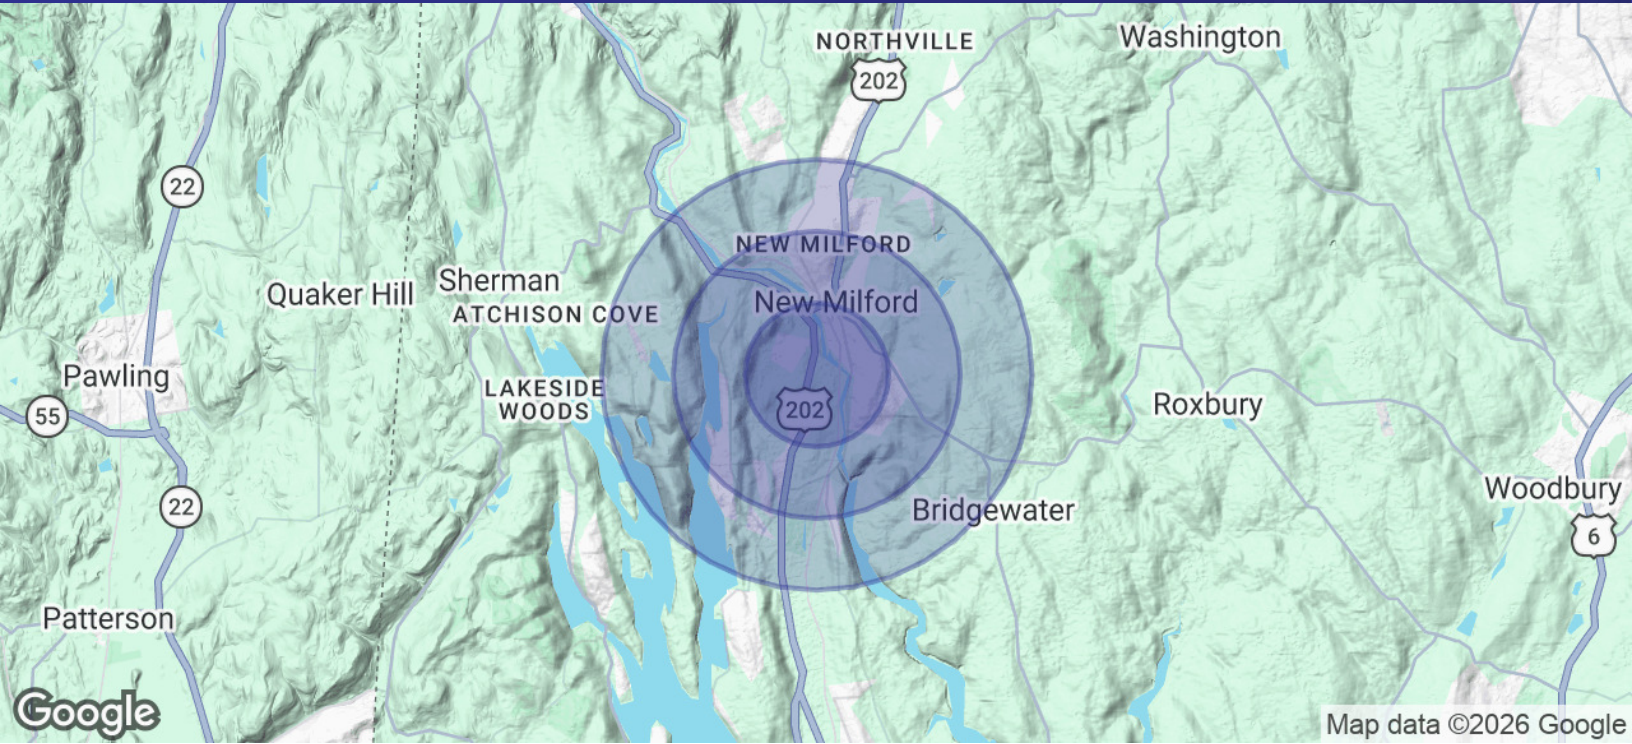 Washington
NORTHVILLE
202
22
NEW MILFORD
Sherman
Quaker Hill
New Milford
ATCHISON COVE
Pawling
LAKESIDE
WOODS
55
202
Roxbury
Woodbury
22
Bridgewater
6
Patterson
Google
Map data ©2026 Google